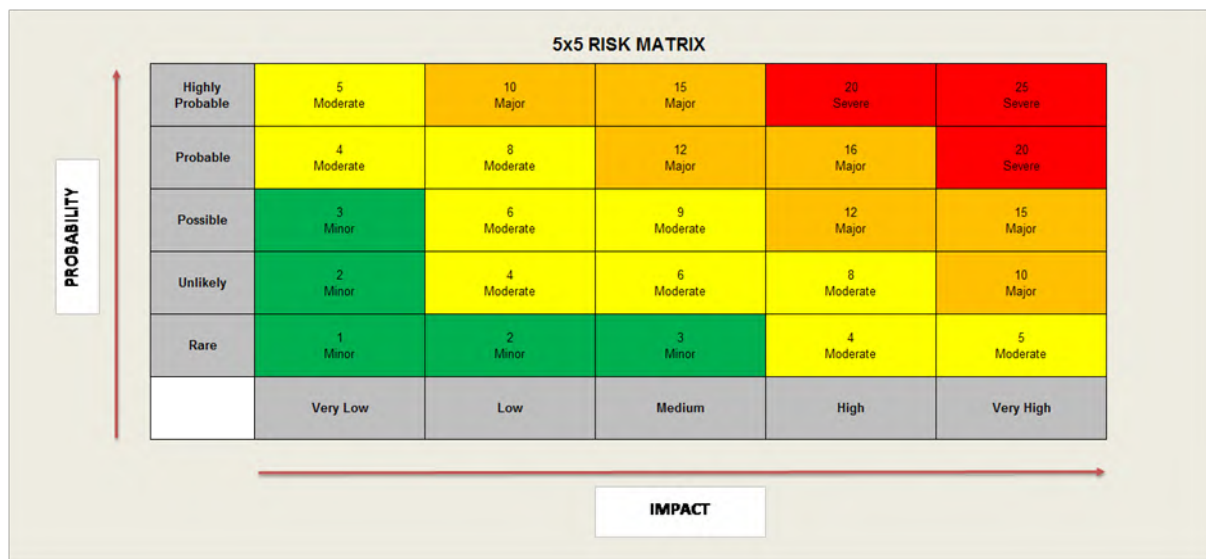 5x5 RISK MATRIX
Highly
Probable
5
Moderate
10
Major
15
Major
20
Severe
25
Severe
Probable
4
Moderate
8
Moderate
12
Major
16
Major
20
Severe
PROBABILITY
Possible
3
Minor
6
Moderate
9
Moderate
12
Major
15
Major
Unlikely
2
Minor
4
Moderate
6
Moderate
8
Moderate
10
Major
Rare
1
Minor
2
Minor
3
Minor
4
Moderate
5
Moderate
Very Low
Low
Medium
High
Very High
IMPACT